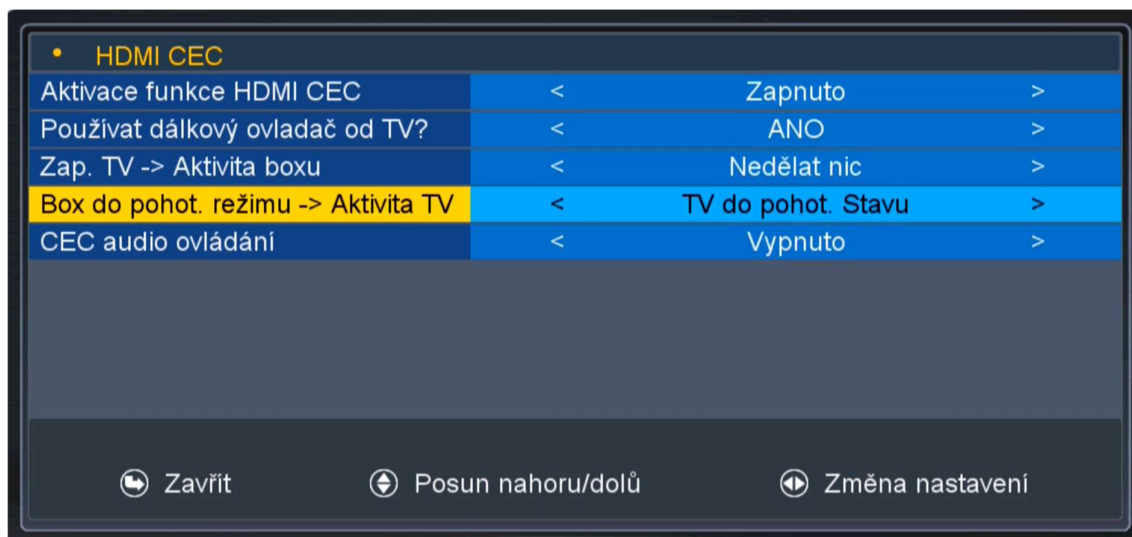 • HDMI CEC
Aktivace funkce HDMI CEC < Zapnuto >
Používat dálkový ovladač od TV? < ANO >
Zap. TV -> Aktivita boxu < Nedělat nic >
Box do pohot. režimu -> Aktivita TV < TV do pohot. Stavu >
CEC audio ovládání < Vypnuto >
Zavřít Posun nahoru/dolů Změna nastavení